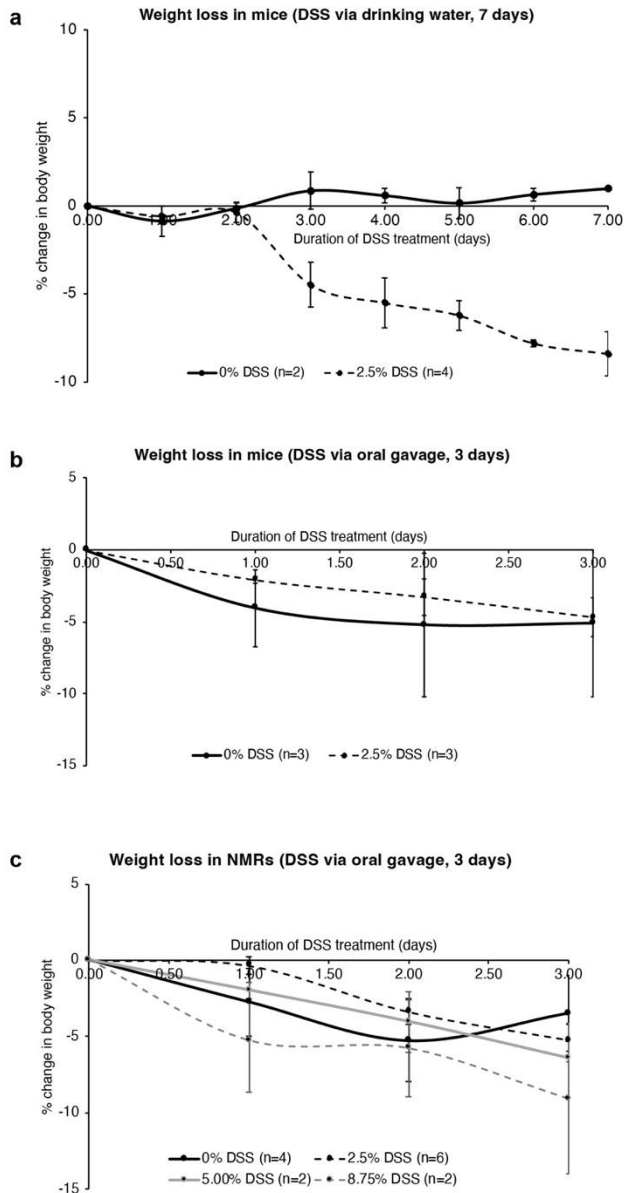 a
Weight loss in mice (DSS via drinking water, 7 days)
10
5
0
-5
-10
% change in body weight
0.00 1.00 2.00 3.00 4.00 5.00 6.00 7.00
Duration of DSS treatment (days)
0% DSS (n=2) 2.5% DSS (n=4)
b
Weight loss in mice (DSS via oral gavage, 3 days)
5
0
-5
-10
-15
% change in body weight
Duration of DSS treatment (days)
0.00 0.50 1.00 1.50 2.00 2.50 3.00
0% DSS (n=3) 2.5% DSS (n=3)
c
Weight loss in NMRs (DSS via oral gavage, 3 days)
5
0
-5
-10
-15
% change in body weight
Duration of DSS treatment (days)
0.00 0.50 1.00 1.50 2.00 2.50 3.00
0% DSS (n=4) 2.5% DSS (n=6)
5.00% DSS (n=2) 8.75% DSS (n=2)